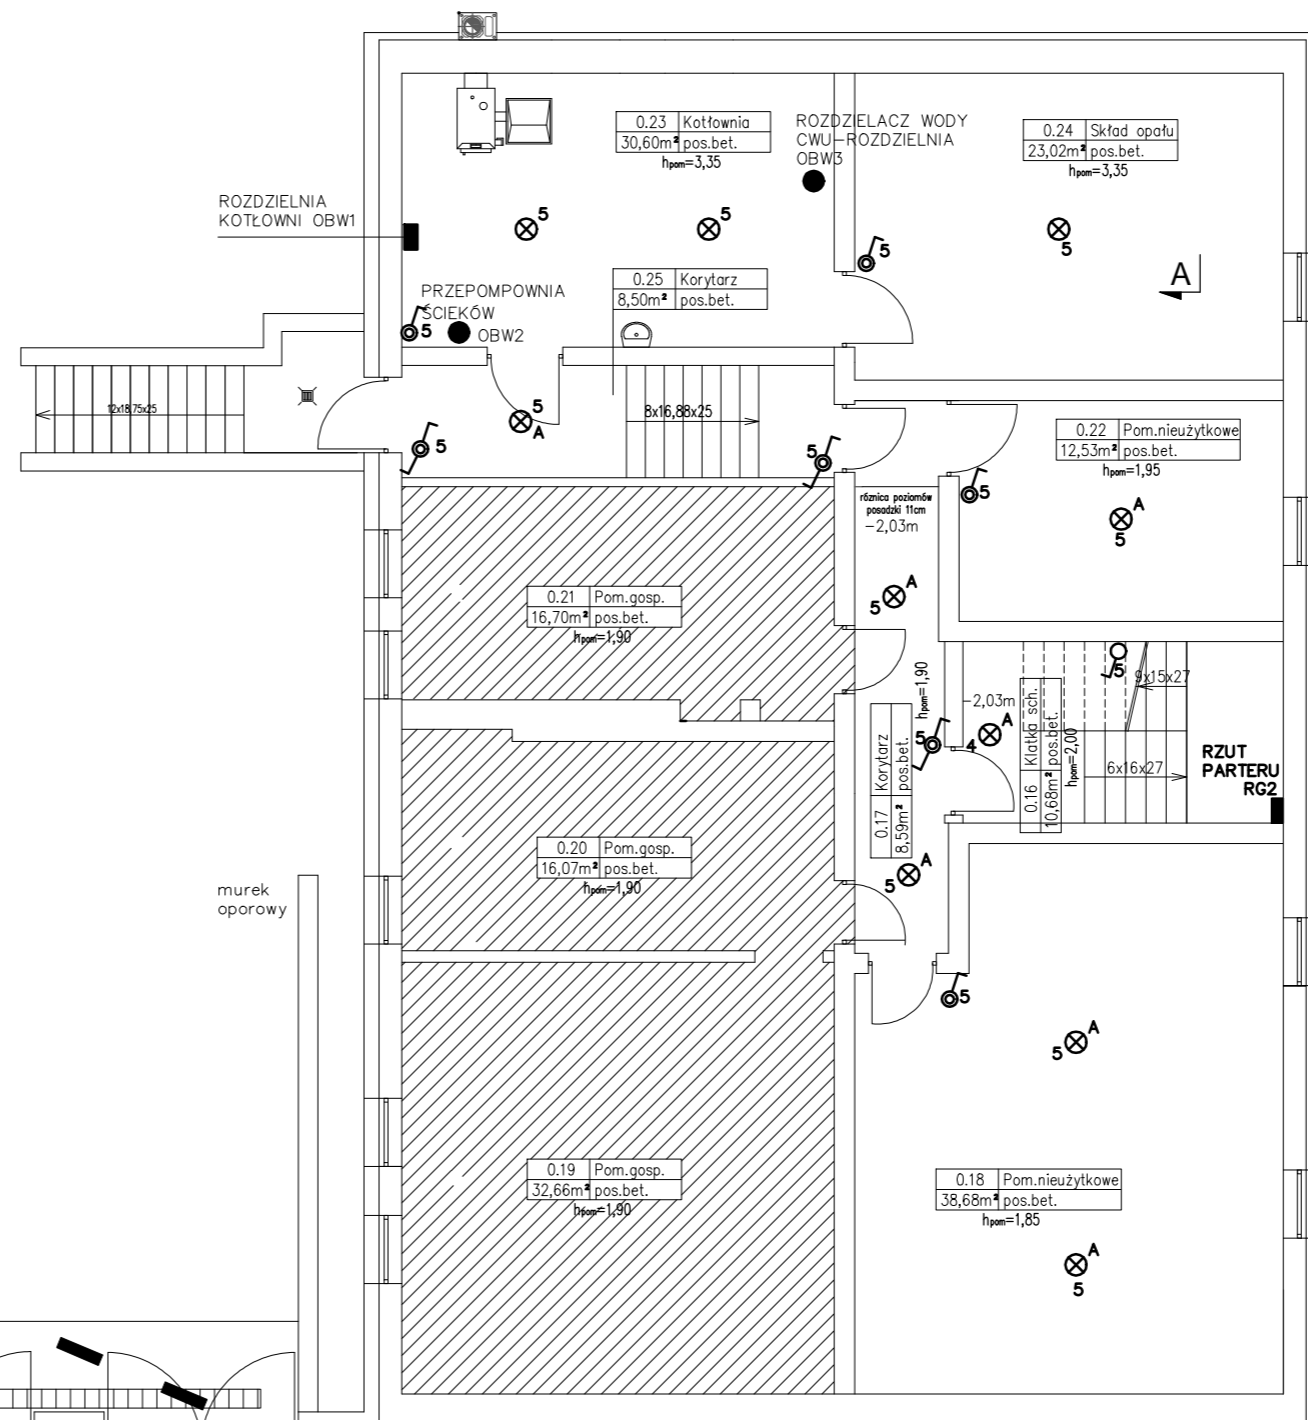 0.23 Kotłownia
30,60m² pos.bet.
hpom=3,35
ROZDZIELACZ WODY
CWU-ROZDZIELNIA
OBW3
0.24 Skład opału
23,02m² pos.bet.
hpom=3,35
ROZDZIELNIA
KOTŁOWNI OBW1
5
5
5
5
A
0.25 Korytarz
8,50m² pos.bet.
PRZEPOMPOWNIA
ŚCIEKÓW
OBW2
5
12x18,75x25
5
A
8x16,88x25
5
5
0.22 Pom.nieużytkowe
12,53m² pos.bet.
hpom=1,95
5
A
5
róznica poziomów
posadzki 11cm
-2,03m
A
5
0.21 Pom.gosp.
16,70m² pos.bet.
hpom=1,90
hpom=1,90
5
9x15x27
-2,03m
A
4
5
0.17 Korytarz
8,59m² pos.bet.
0.16 Klatka sch.
10,68m² pos.bet.
hpom=2,00
6x16x27
RZUT
PARTERU
RG2
0.20 Pom.gosp.
16,07m² pos.bet.
hpom=1,90
A
5
murek
oporowy
5
A
5
0.19 Pom.gosp.
32,66m² pos.bet.
hpom=1,90
0.18 Pom.nieużytkowe
38,68m² pos.bet.
hpom=1,85
A
5